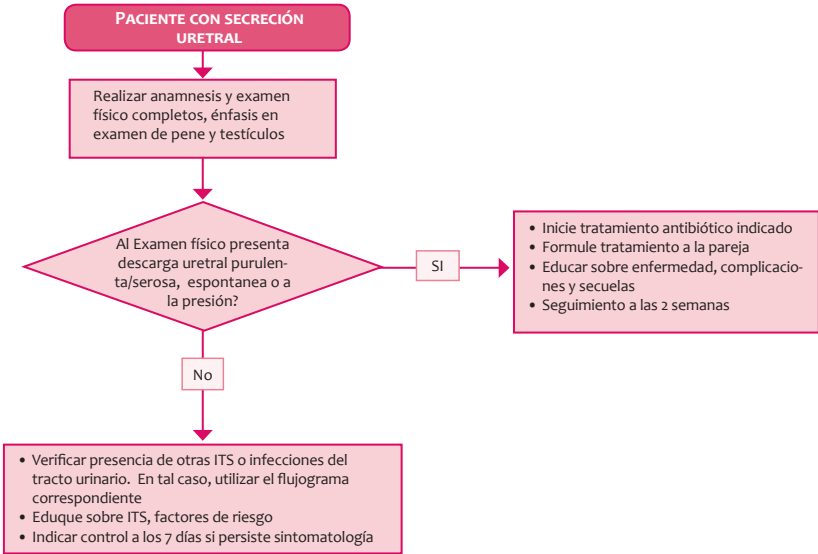 PACIENTE CON SECRECIÓN
URETRAL
Realizar anamnesis y examen
físico completos, énfasis en
examen de pene y testículos
Al Examen físico presenta
descarga uretral purulen-
ta/serosa, espontanea o a
la presión?
SI
• Inicie tratamiento antibiótico indicado
• Formule tratamiento a la pareja
• Educar sobre enfermedad, complicacio-
nes y secuelas
• Seguimiento a las 2 semanas
No
• Verificar presencia de otras ITS o infecciones del
tracto urinario. En tal caso, utilizar el flujograma
correspondiente
• Eduque sobre ITS, factores de riesgo
• Indicar control a los 7 días si persiste sintomatología